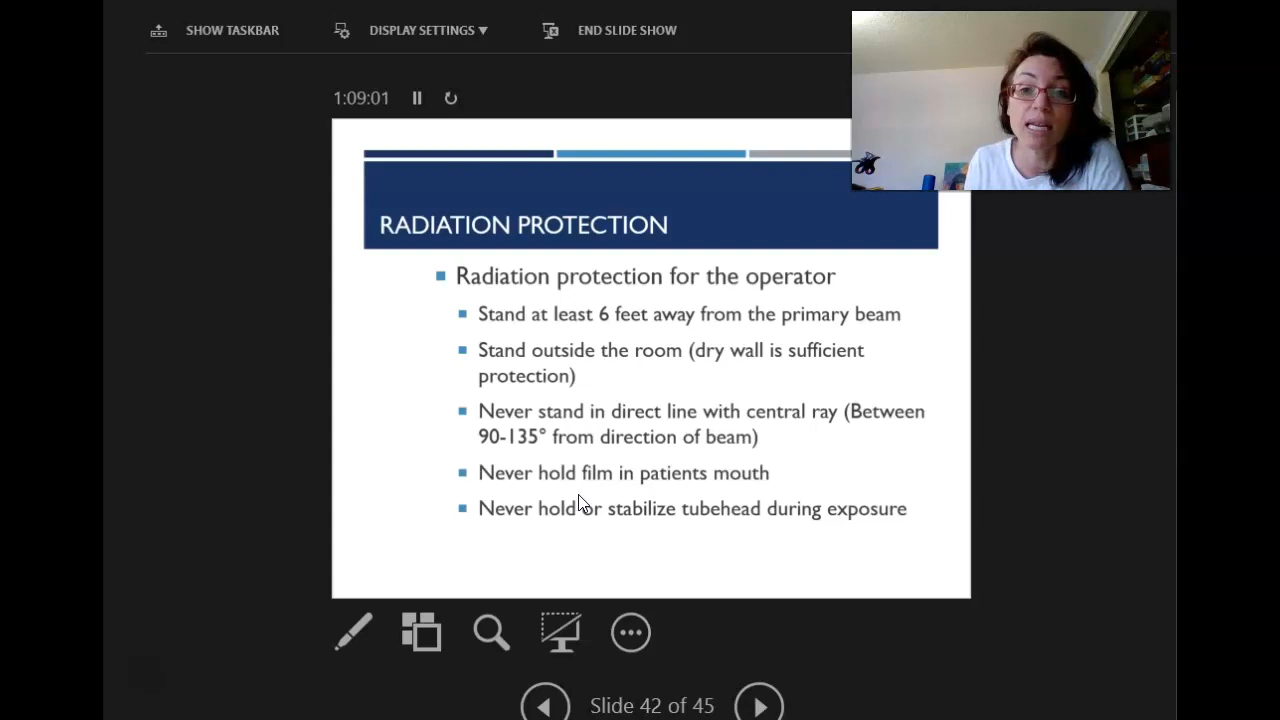 SHOW TASKBAR
DISPLAY SETTINGS ▼
END SLIDE SHOW
1:09:01
RADIATION PROTECTION
Radiation protection for the operator
Stand at least 6 feet away from the primary beam
Stand outside the room (dry wall is sufficient
protection)
Never stand in direct line with central ray (Between
90-135° from direction of beam)
Never hold film in patients mouth
Never hold or stabilize tubehead during exposure
Slide 42 of 45